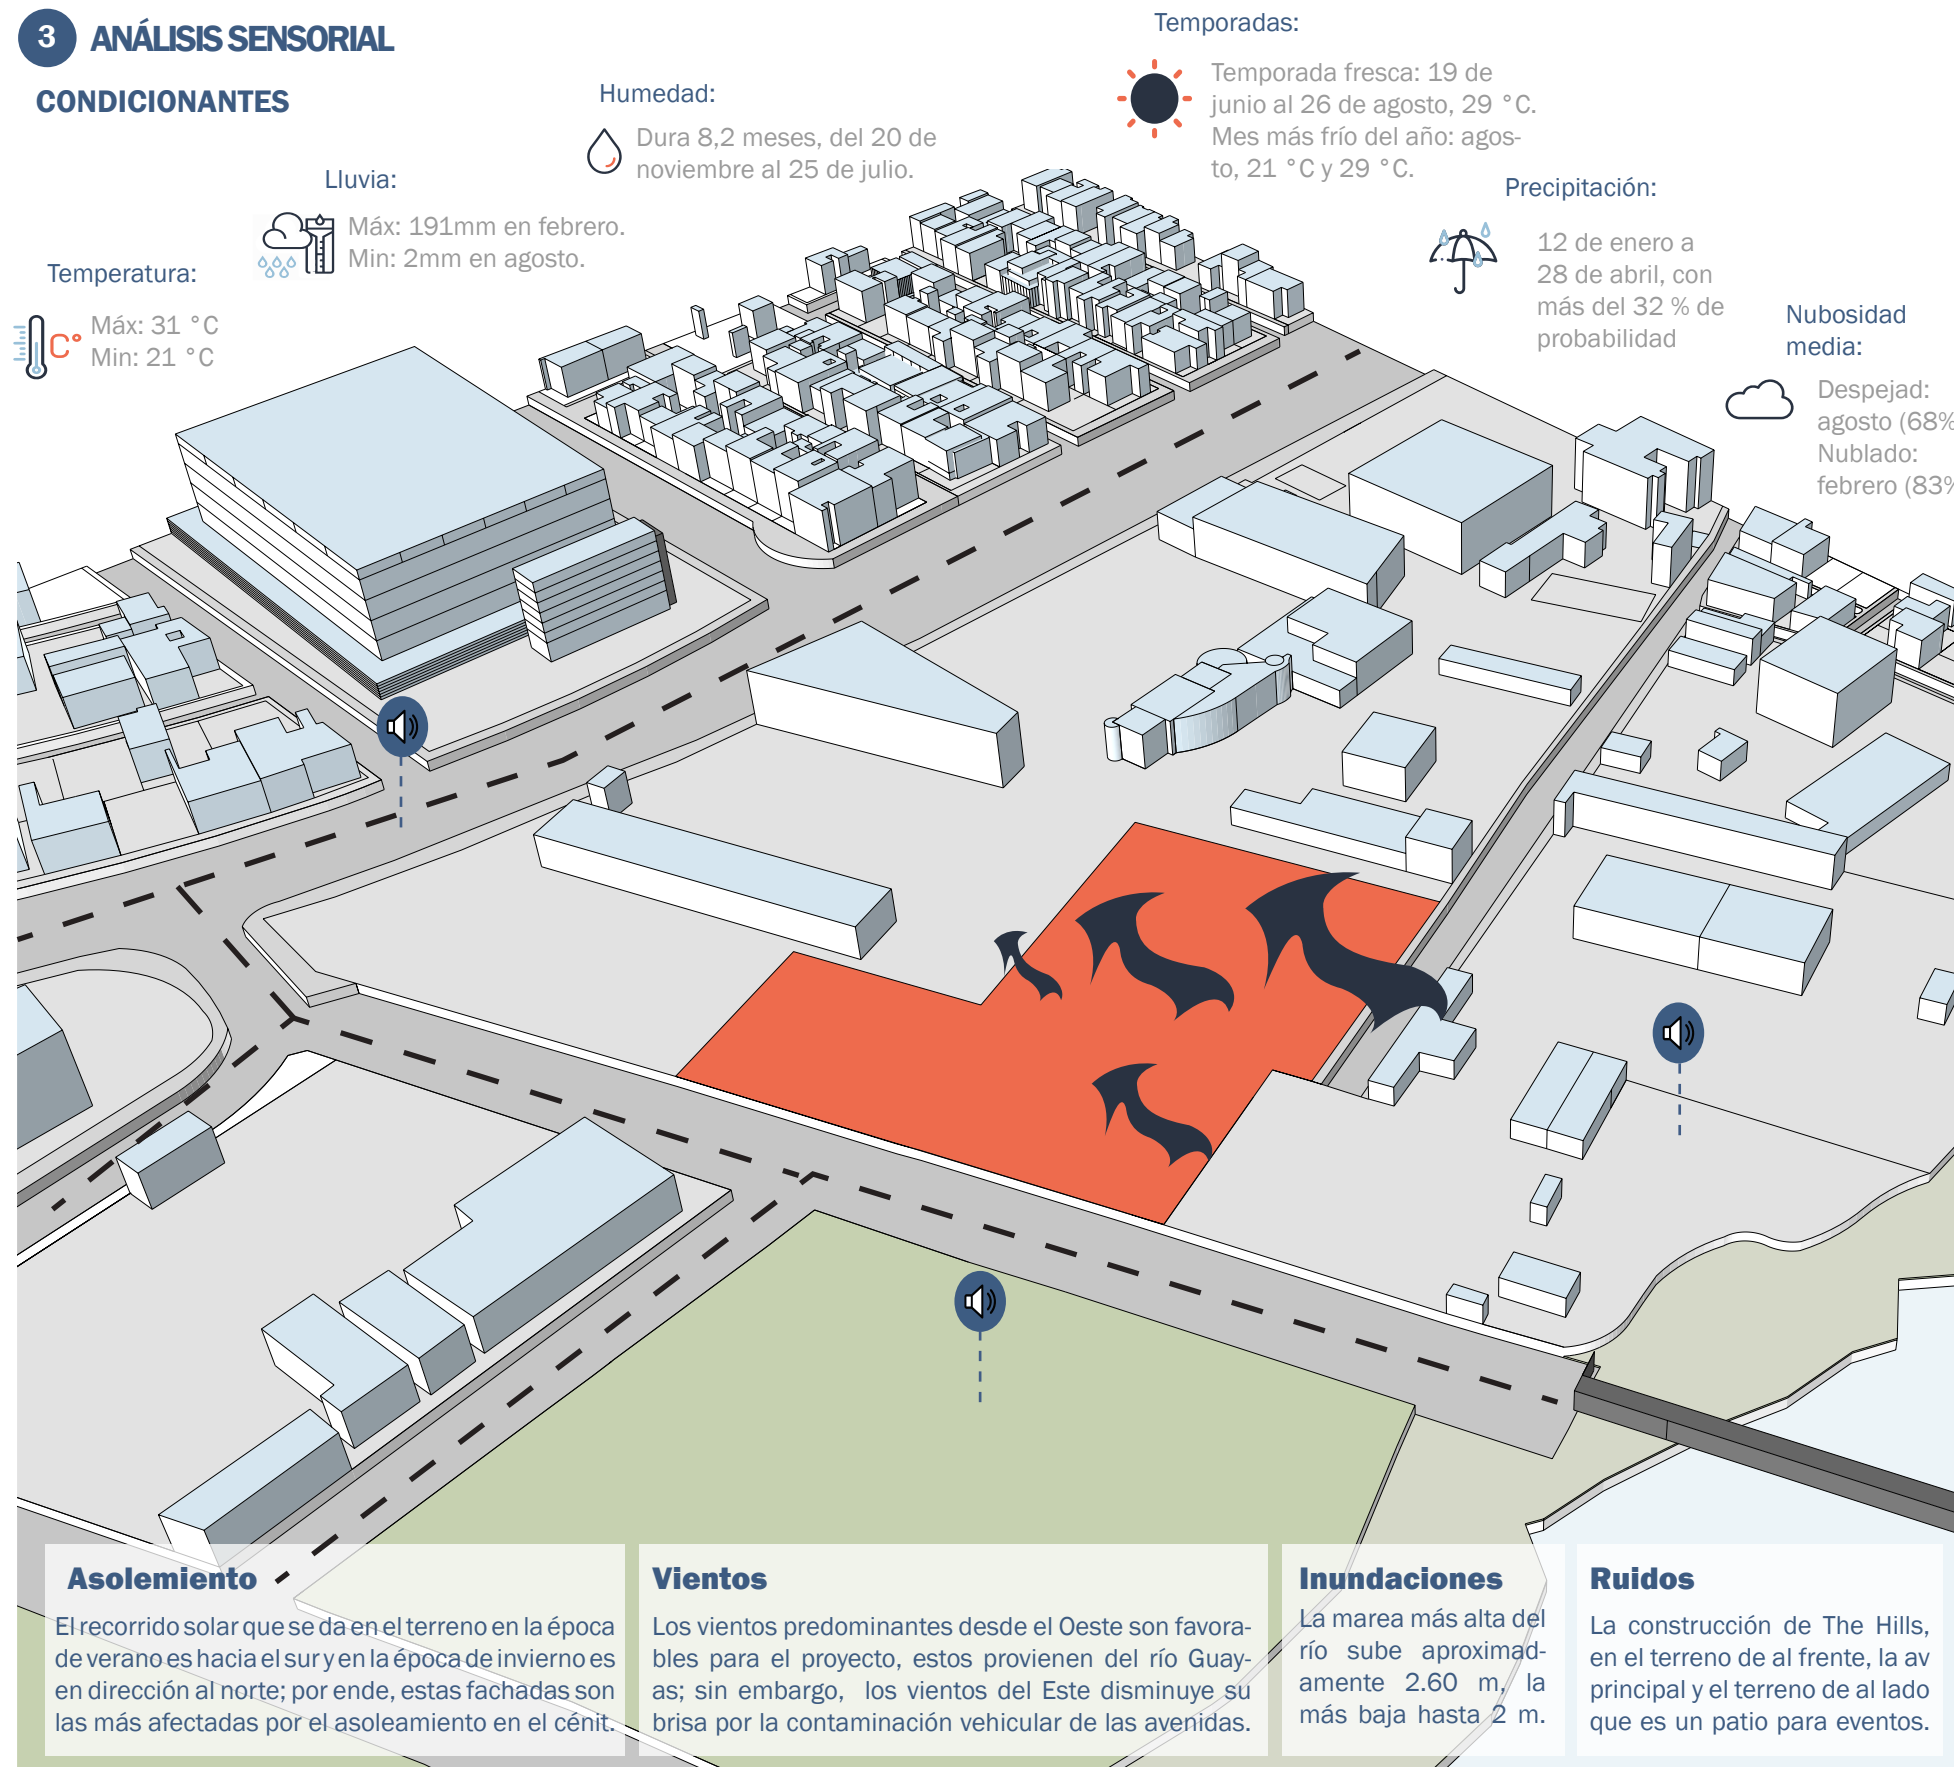 3 ANÁLISIS SENSORIAL
CONDICIONANTES
Temperatura:
C°
Máx: 31 °C
Min: 21 °C
Lluvia:
Máx: 191mm en febrero.
Min: 2mm en agosto.
Humedad:
Dura 8,2 meses, del 20 de
noviembre al 25 de julio.
Temporadas:
Temporada fresca: 19 de
junio al 26 de agosto, 29 °C.
Mes más frío del año: agos-
to, 21 °C y 29 °C.
Precipitación:
12 de enero a
28 de abril, con
más del 32 % de
probabilidad
Nubosidad
media:
Despejad:
agosto (68%
Nublado:
febrero (83%
Asolemiento
El recorrido solar que se da en el terreno en la época
de verano es hacia el sur y en la época de invierno es
en dirección al norte; por ende, estas fachadas son
las más afectadas por el asoleamiento en el cénit.
Vientos
Los vientos predominantes desde el Oeste son favora-
bles para el proyecto, estos provienen del río Guay-
as; sin embargo, los vientos del Este disminuye su
brisa por la contaminación vehicular de las avenidas.
Inundaciones
La marea más alta del
río sube aproximad-
amente 2.60 m, la
más baja hasta 2 m.
Ruidos
La construcción de The Hills,
en el terreno de al frente, la av
principal y el terreno de al lado
que es un patio para eventos.